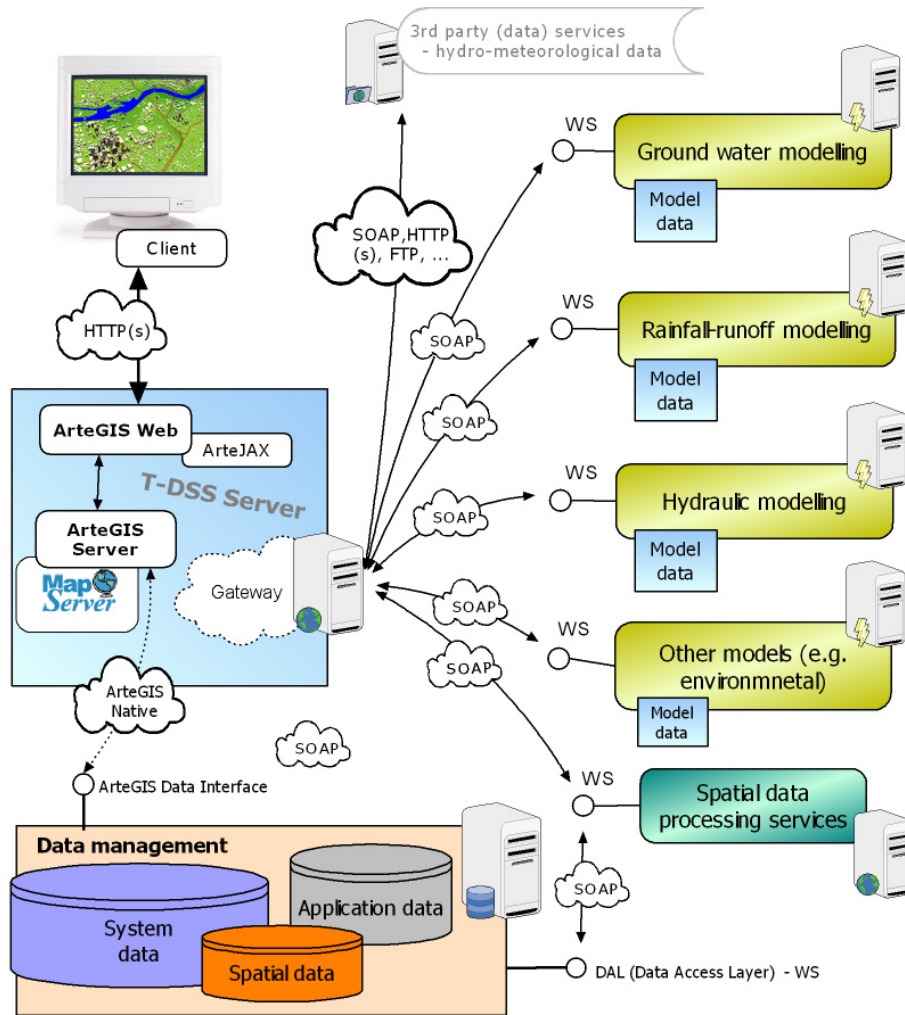 3rd party (data) services
- hydro-meteorological data
WS
Ground water modelling
Model
data
Client
SOAP,HTTP
(s), FTP, ...
HTTP(s)
SOAP
WS
Rainfall-runoff modelling
Model
data
SOAP
ArteGIS Web
ArteJAX
T-DSS Server
WS
Hydraulic modelling
Model
data
SOAP
ArteGIS
Server
Map
Server
Gateway
SOAP
WS
Other models (e.g.
environmnetal)
Model
data
SOAP
ArteGIS
Native
SOAP
ArteGIS Data Interface
WS
Spatial data
processing services
Data management
SOAP
Application data
System
data
Spatial data
DAL (Data Access Layer) - WS